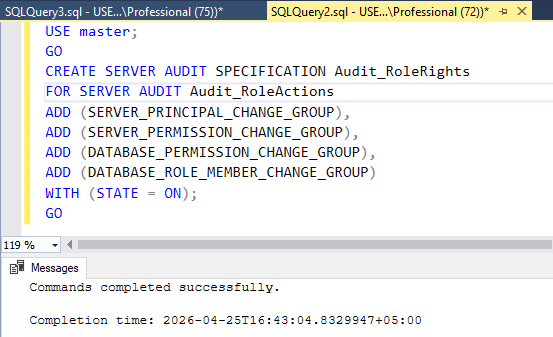 SQLQuery3.sql - USE...\Professional (75))*
SQLQuery2.sql - USE...\Professional (72))*
USE master;
GO
CREATE SERVER AUDIT SPECIFICATION Audit_RoleRights
FOR SERVER AUDIT Audit_RoleActions
ADD (SERVER_PRINCIPAL_CHANGE_GROUP),
ADD (SERVER_PERMISSION_CHANGE_GROUP),
ADD (DATABASE_PERMISSION_CHANGE_GROUP),
ADD (DATABASE_ROLE_MEMBER_CHANGE_GROUP)
WITH (STATE = ON);
GO
119 %
Messages
Commands completed successfully.
Completion time: 2026-04-25T16:43:04.8329947+05:00